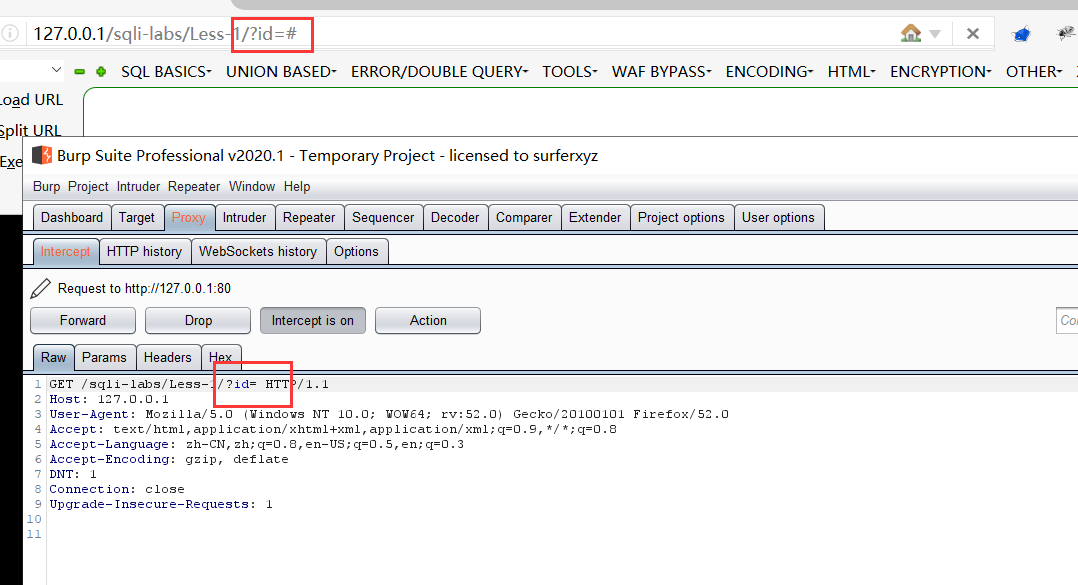 127.0.0.1/sqli-labs/Less-1/?id=#
SQL BASICS- UNION BASED- ERROR/DOUBLE QUERY- TOOLS- WAF BYPASS- ENCODING- HTML- ENCRYPTION- OTHER-
Load URL
Split URL
Exe
Burp Suite Professional v2020.1 - Temporary Project - licensed to surferxyz
Burp Project Intruder Repeater Window Help
Dashboard Target Proxy Intruder Repeater Sequencer Decoder Comparer Extender Project options User options
Intercept HTTP history WebSockets history Options
Request to http://127.0.0.1:80
Forward Drop Intercept is on Action Co
Raw Params Headers Hex
1 GET /sqli-labs/Less-1/?id= HTTP/1.1
2 Host: 127.0.0.1
3 User-Agent: Mozilla/5.0 (Windows NT 10.0; WOW64; rv:52.0) Gecko/20100101 Firefox/52.0
4 Accept: text/html,application/xhtml+xml,application/xml;q=0.9,*/*;q=0.8
5 Accept-Language: zh-CN,zh;q=0.8,en-US;q=0.5,en;q=0.3
6 Accept-Encoding: gzip, deflate
7 DNT: 1
8 Connection: close
9 Upgrade-Insecure-Requests: 1
10
11